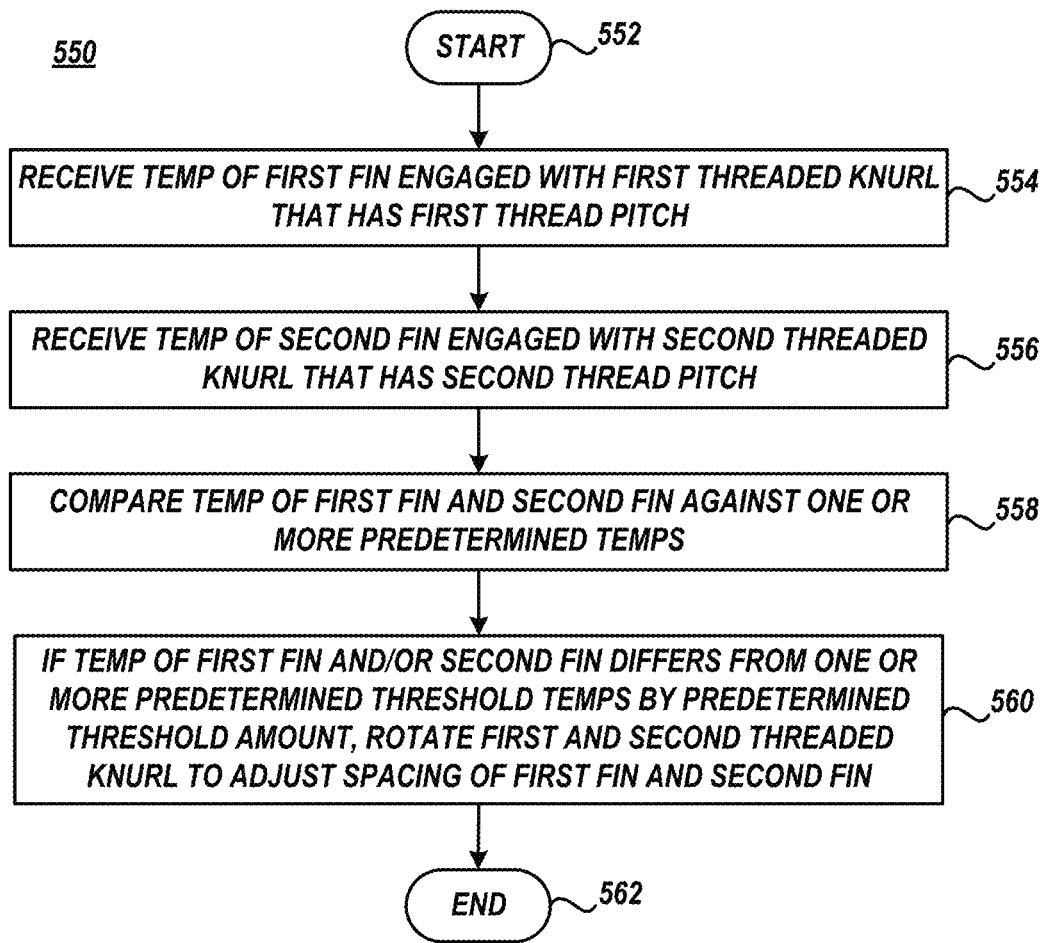 550
START
552
RECEIVE TEMP OF FIRST FIN ENGAGED WITH FIRST THREADED KNURL
THAT HAS FIRST THREAD PITCH
554
RECEIVE TEMP OF SECOND FIN ENGAGED WITH SECOND THREADED
KNURL THAT HAS SECOND THREAD PITCH
556
COMPARE TEMP OF FIRST FIN AND SECOND FIN AGAINST ONE OR
MORE PREDETERMINED TEMPS
558
IF TEMP OF FIRST FIN AND/OR SECOND FIN DIFFERS FROM ONE OR
MORE PREDETERMINED THRESHOLD TEMPS BY PREDETERMINED
THRESHOLD AMOUNT, ROTATE FIRST AND SECOND THREADED
KNURL TO ADJUST SPACING OF FIRST FIN AND SECOND FIN
560
END
562